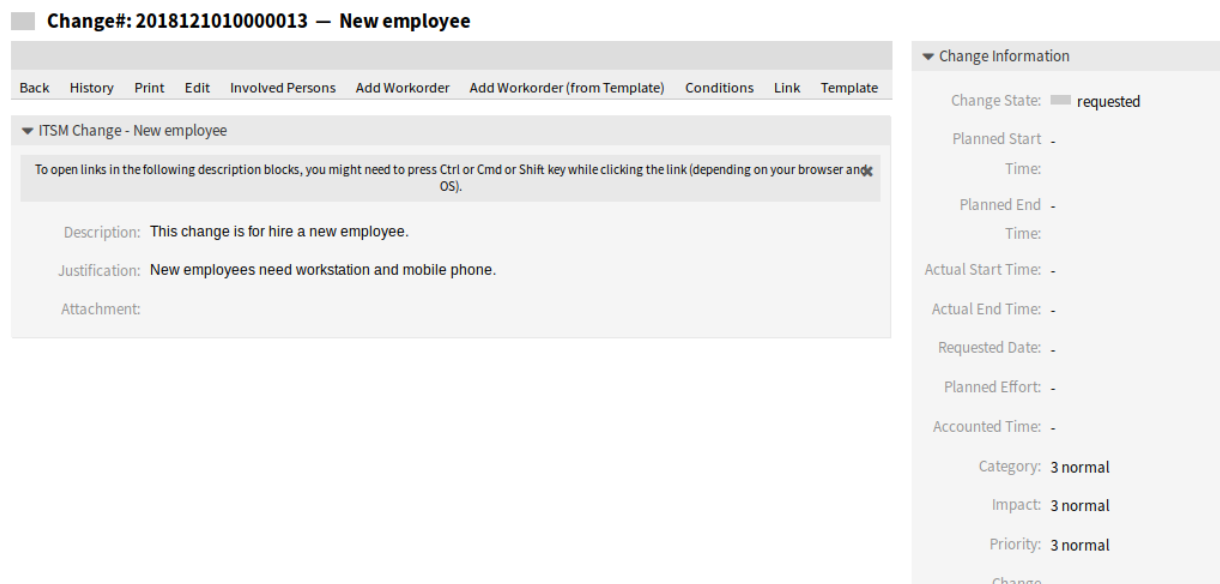 Change#: 2018121010000013 — New employee
Back History Print Edit Involved Persons Add Workorder Add Workorder (from Template) Conditions Link Template
ITSM Change - New employee
To open links in the following description blocks, you might need to press Ctrl or Cmd or Shift key while clicking the link (depending on your browser and
OS).
Description: This change is for hire a new employee.
Justification: New employees need workstation and mobile phone.
Attachment:
Change Information
Change State: requested
Planned Start -
Time:
Planned End -
Time:
Actual Start Time: -
Actual End Time: -
Requested Date: -
Planned Effort: -
Accounted Time: -
Category: 3 normal
Impact: 3 normal
Priority: 3 normal
Change